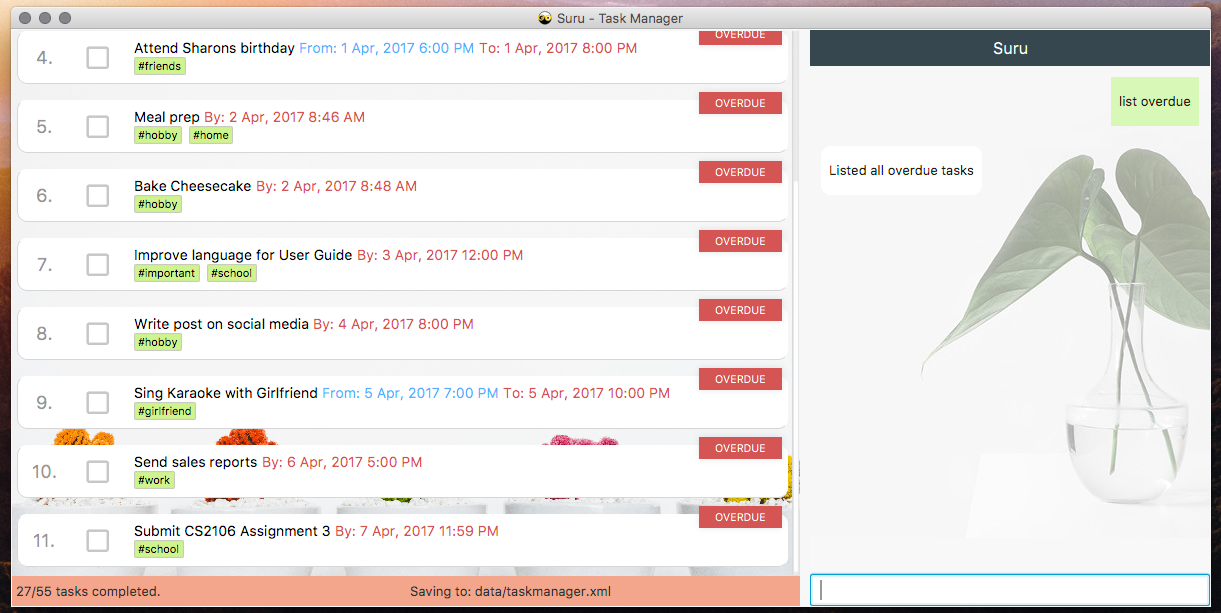 Suru - Task Manager
4.
Attend Sharons birthday From: 1 Apr, 2017 6:00 PM To: 1 Apr, 2017 8:00 PM
OVERDUE
#friends
5.
Meal prep By: 2 Apr, 2017 8:46 AM
OVERDUE
#hobby #home
6.
Bake Cheesecake By: 2 Apr, 2017 8:48 AM
OVERDUE
#hobby
7.
Improve language for User Guide By: 3 Apr, 2017 12:00 PM
OVERDUE
#important #school
8.
Write post on social media By: 4 Apr, 2017 8:00 PM
OVERDUE
#hobby
9.
Sing Karaoke with Girlfriend From: 5 Apr, 2017 7:00 PM To: 5 Apr, 2017 10:00 PM
OVERDUE
#girlfriend
10.
Send sales reports By: 6 Apr, 2017 5:00 PM
OVERDUE
#work
11.
Submit CS2106 Assignment 3 By: 7 Apr, 2017 11:59 PM
OVERDUE
#school
27/55 tasks completed.
Saving to: data/taskmanager.xml
Suru
list overdue
Listed all overdue tasks